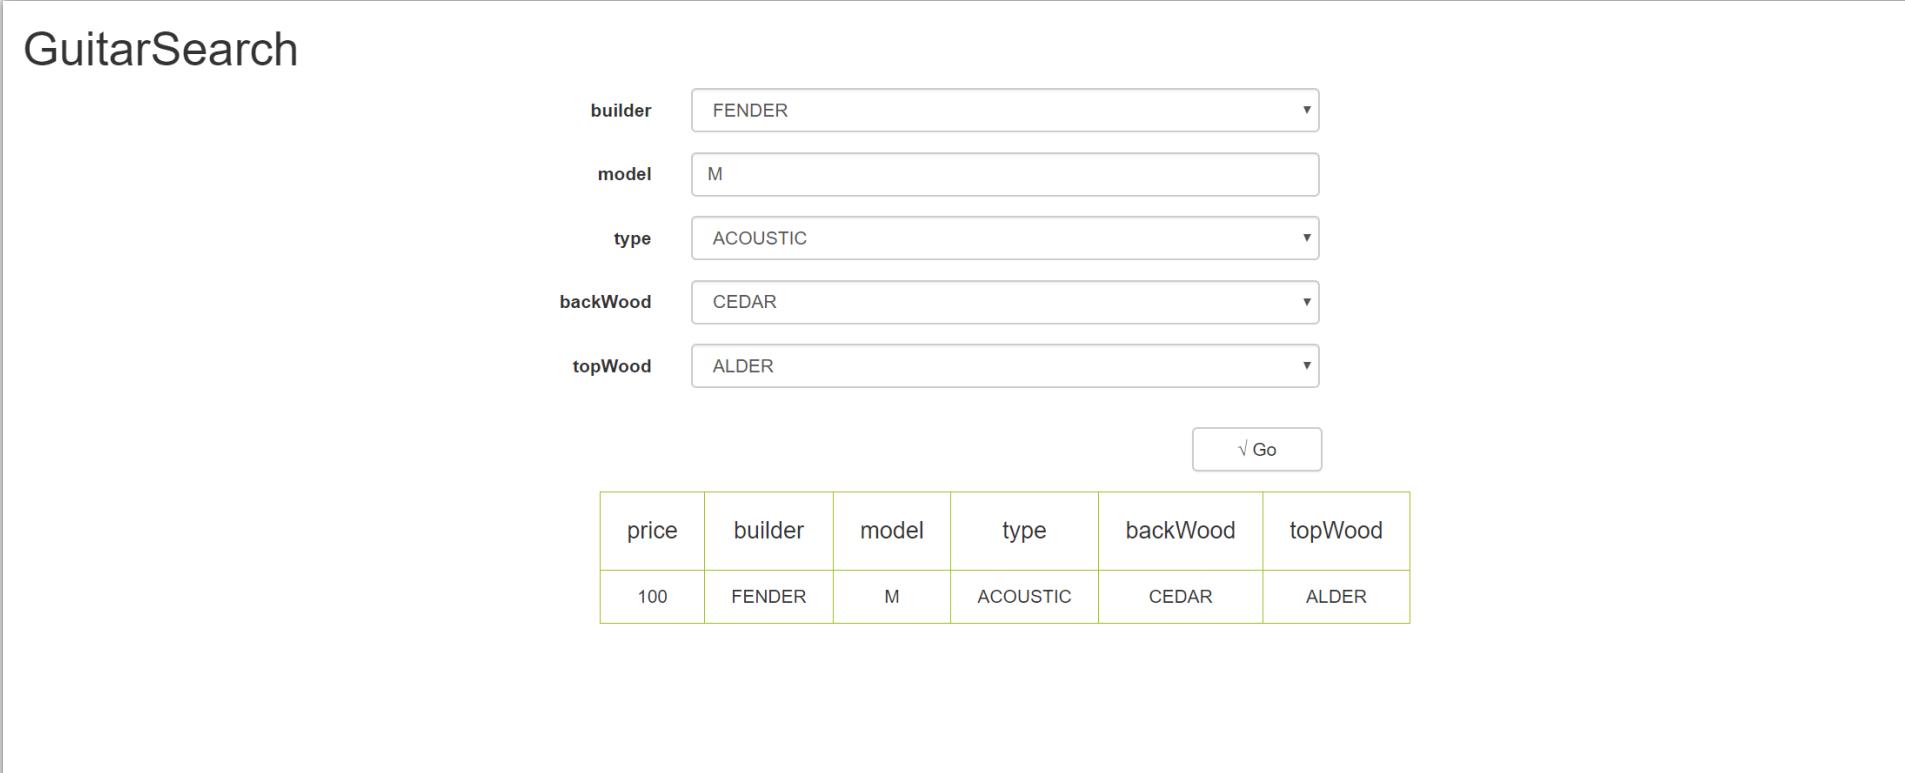 GuitarSearch
builder FENDER
model M
type ACOUSTIC
backWood CEDAR
topWood ALDER
√ Go
price builder model type backWood topWood
100 FENDER M ACOUSTIC CEDAR ALDER